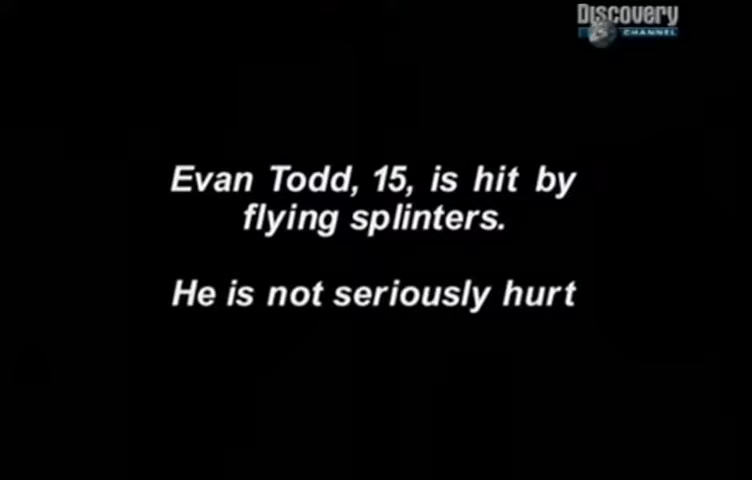 Discovery
CHANNEL
Evan Todd, 15, is hit by
flying splinters.
He is not seriously hurt